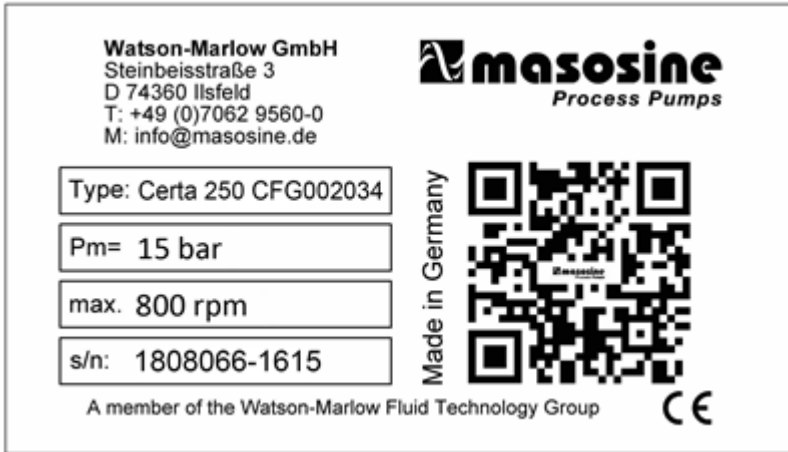 Watson-Marlow GmbH
Steinbeisstraße 3
D 74360 Ilsfeld
T: +49 (0)7062 9560-0
M: info@masosine.de
masosine
Process Pumps
Type: Certa 250 CFG002034
Pm= 15 bar
max. 800 rpm
s/n: 1808066-1615
Made in Germany
masosine
A member of the Watson-Marlow Fluid Technology Group
CE